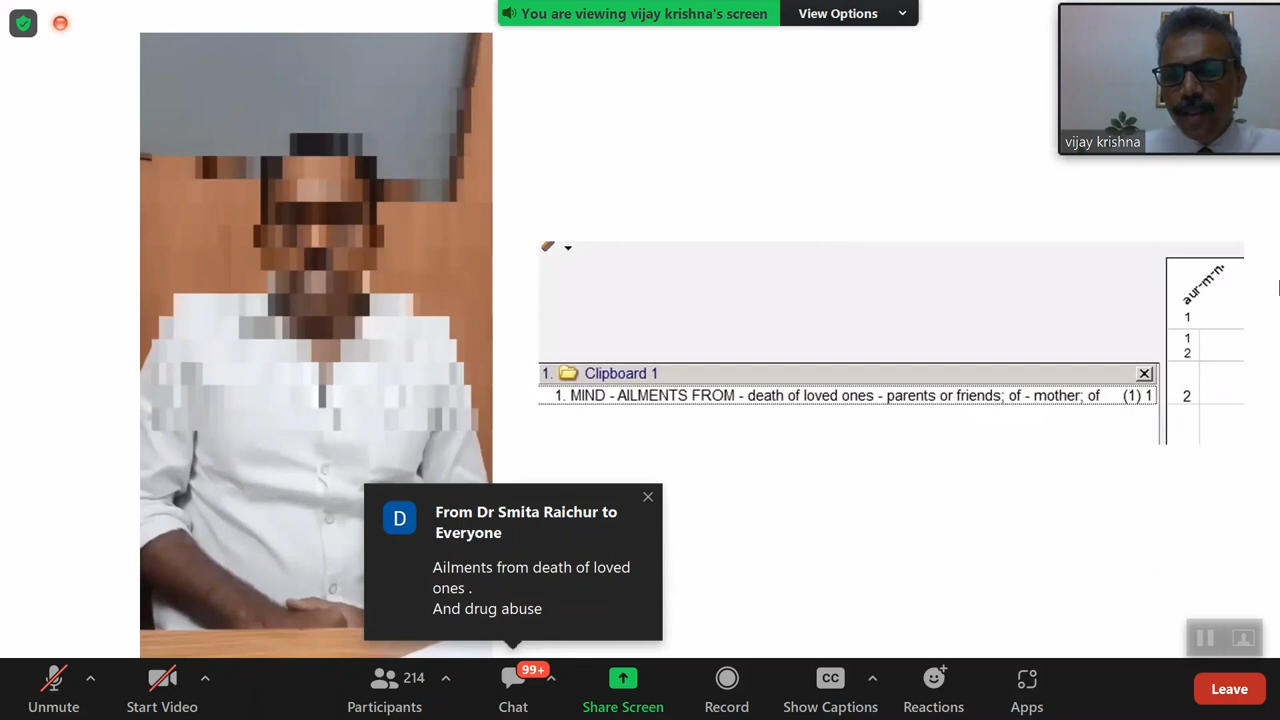 You are viewing vijay krishna's screen
View Options
vijay krishna
aur-m-n.
1
1
2
1. Clipboard 1
1. MIND - AILMENTS FROM - death of loved ones - parents or friends; of - mother; of (1) 1
2
D
From Dr Smita Raichur to
Everyone
Ailments from death of loved
ones .
And drug abuse
99+
214
CC
Unmute
Start Video
Participants
Chat
Share Screen
Record
Show Captions
Reactions
Apps
Leave